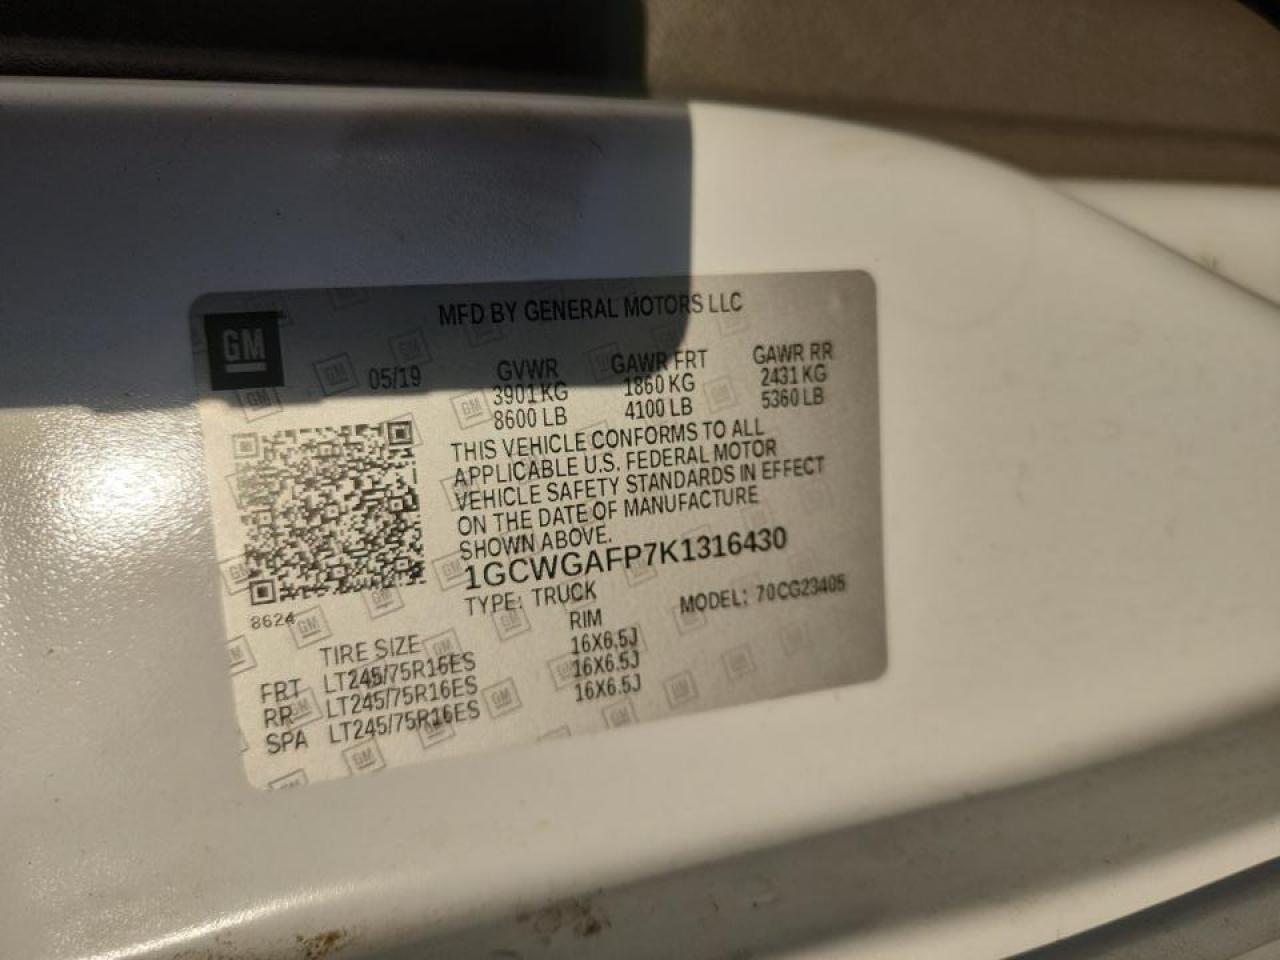 MFD BY GENERAL MOTORS LLC
GM
05/19
GVWR GAWR FRT GAWR RR
3901 KG 1860 KG 2431 KG
8600 LB 4100 LB 5360 LB
THIS VEHICLE CONFORMS TO ALL
APPLICABLE U.S. FEDERAL MOTOR
VEHICLE SAFETY STANDARDS IN EFFECT
ON THE DATE OF MANUFACTURE
SHOWN ABOVE.
1GCWGAFP7K1316430
TYPE: TRUCK MODEL: 70CG23405
8624
TIRE SIZE RIM
FRT LT245/75R16ES 16X6.5J
RR LT245/75R16ES 16X6.5J
SPA LT245/75R16ES 16X6.5J